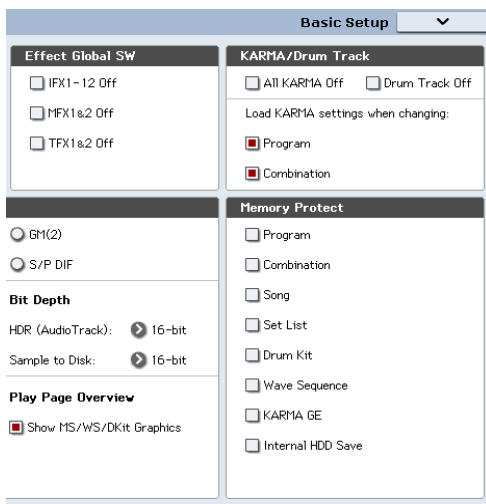 Basic Setup
Effect Global SW
IFX1-12 Off
MFX1&2 Off
TFX1&2 Off
KARMA/Drum Track
All KARMA Off Drum Track Off
Load KARMA settings when changing:
Program
Combination
GM(2)
S/P DIF
Bit Depth
HDR (AudioTrack): 16-bit
Sample to Disk: 16-bit
Play Page Overview
Show MS/WS/DKit Graphics
Memory Protect
Program
Combination
Song
Set List
Drum Kit
Wave Sequence
KARMA GE
Internal HDD Save